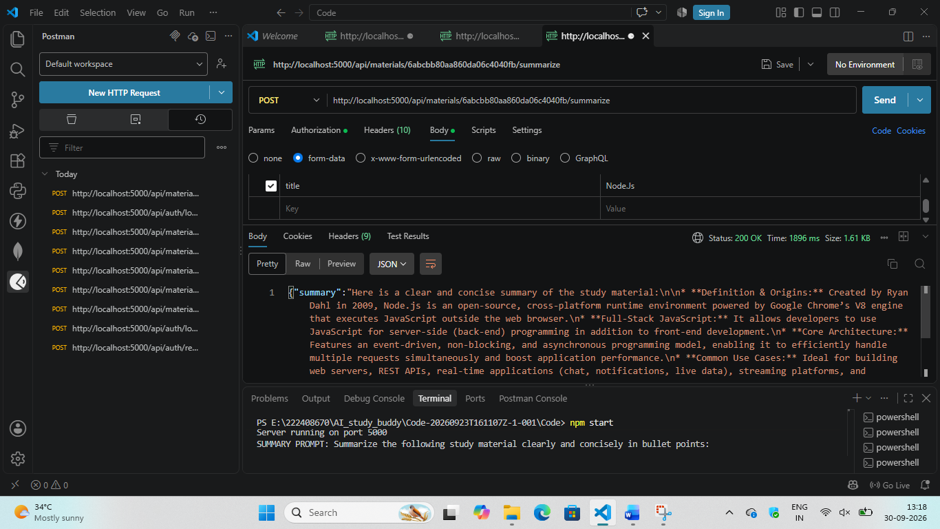 File Edit Selection View Go Run ··· Code Sign In
Postman
Welcome http://localhos... http://localhos... http://localhos...
Default workspace
New HTTP Request
Filter
Today
POST http://localhost:5000/api/materia...
POST http://localhost:5000/api/auth/lo...
POST http://localhost:5000/api/materia...
POST http://localhost:5000/api/materia...
POST http://localhost:5000/api/materia...
POST http://localhost:5000/api/materia...
POST http://localhost:5000/api/materia...
POST http://localhost:5000/api/auth/lo...
POST http://localhost:5000/api/auth/re...
http://localhost:5000/api/materials/6abcbb80aa860da06c4040fb/summarize Save No Environment
POST http://localhost:5000/api/materials/6abcbb80aa860da06c4040fb/summarize Send
Params Authorization Headers (10) Body Scripts Settings Code Cookies
none form-data x-www-form-urlencoded raw binary GraphQL
title Node.Js
Key Value
Body Cookies Headers (9) Test Results Status: 200 OK Time: 1896 ms Size: 1.61 KB
Pretty Raw Preview JSON
1 {"summary":"Here is a clear and concise summary of the study material:\n\n* **Definition & Origins:** Created by Ryan
Dahl in 2009, Node.js is an open-source, cross-platform runtime environment powered by Google Chrome's V8 engine
that executes JavaScript outside the web browser.\n* **Full-Stack JavaScript:** It allows developers to use
JavaScript for server-side (back-end) programming in addition to front-end development.\n* **Core Architecture:**
Features an event-driven, non-blocking, and asynchronous programming model, enabling it to efficiently handle
multiple requests simultaneously and boost application performance.\n* **Common Use Cases:** Ideal for building
web servers, REST APIs, real-time applications (chat, notifications, live data), streaming platforms, and
Problems Output Debug Console Terminal Ports Postman Console
PS E:\222408670\AI_study_buddy\Code-20260923T161107Z-1-001\Code> npm start
Server running on port 5000
SUMMARY PROMPT: Summarize the following study material clearly and concisely in bullet points:
powershell
powershell
powershell
powershell
0 0 Go Live
34°C
Mostly sunny
Search
ENG
IN
13:18
30-09-2026